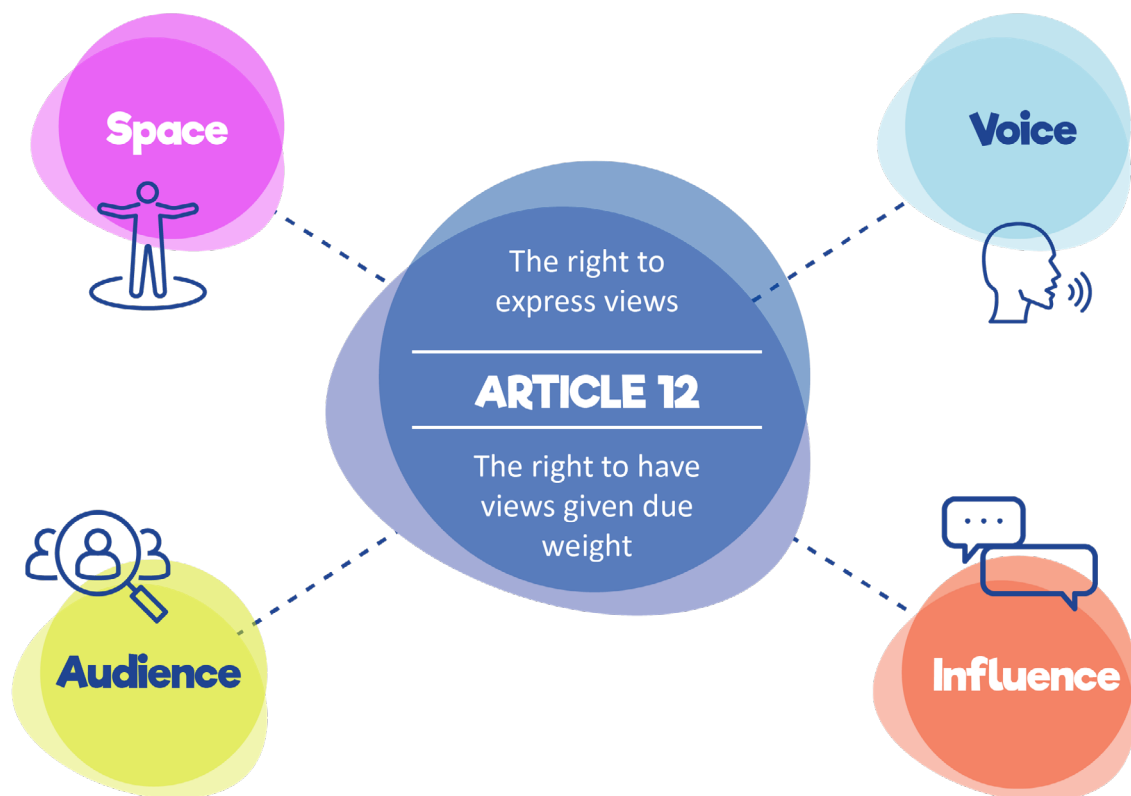 Space
Voice
The right to
express views
ARTICLE 12
The right to have
views given due
weight
Audience
Influence